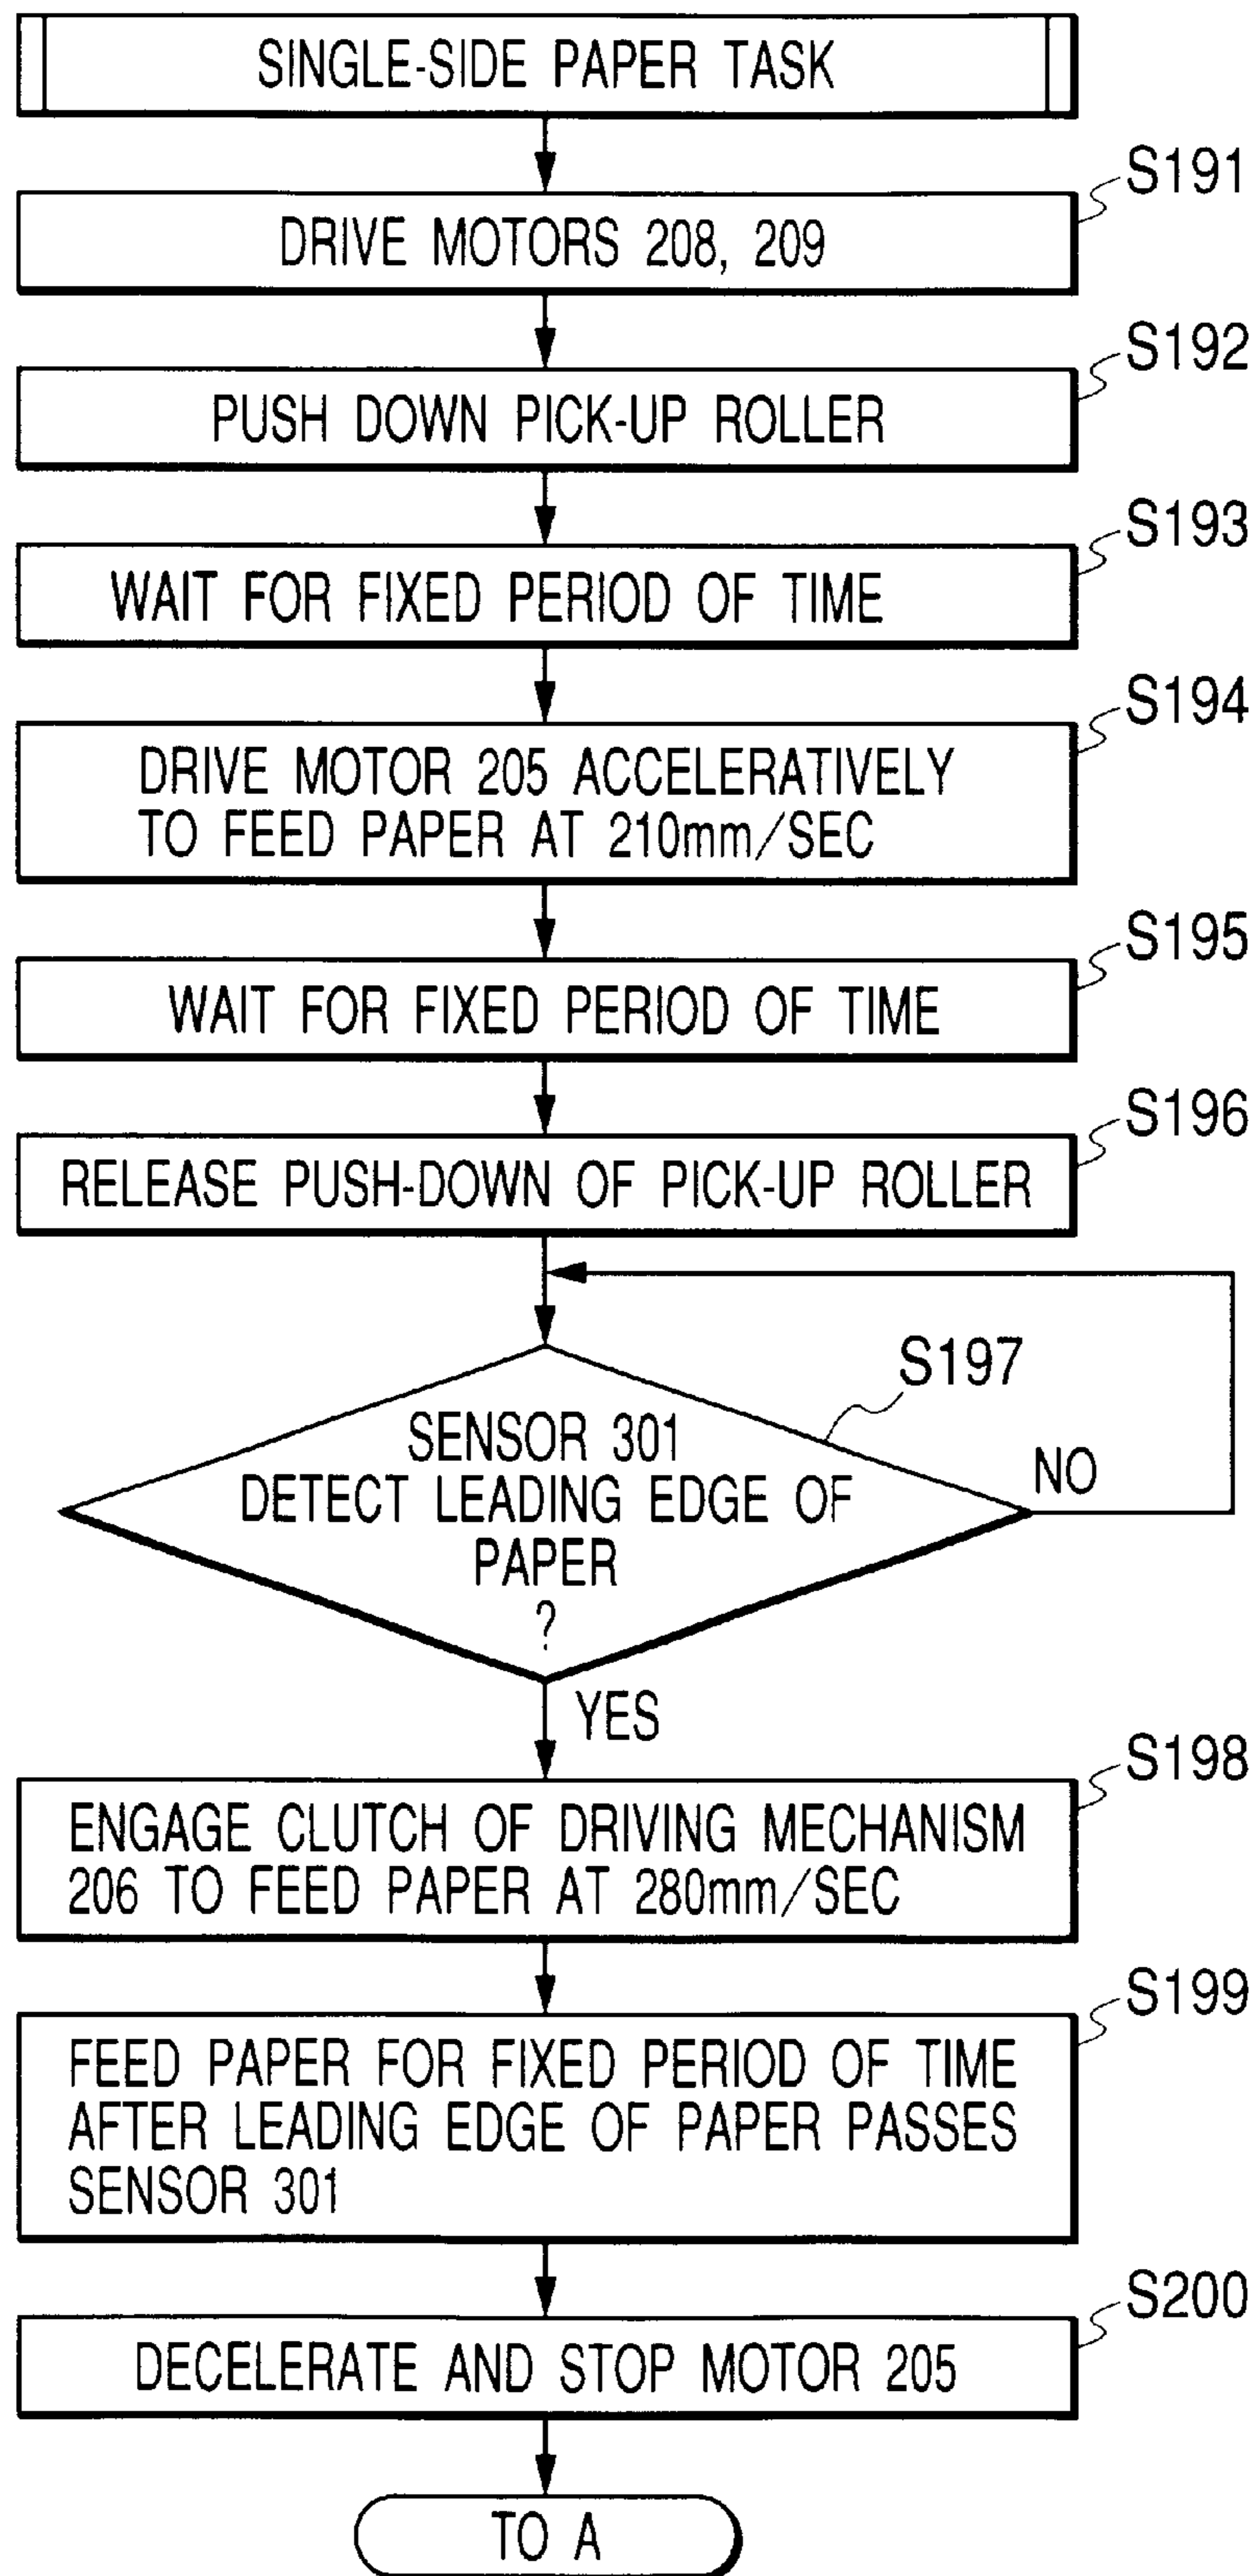 SINGLE-SIDE PAPER TASK
S191
DRIVE MOTORS 208, 209
S192
PUSH DOWN PICK-UP ROLLER
S193
WAIT FOR FIXED PERIOD OF TIME
S194
DRIVE MOTOR 205 ACCELERATIVELY
TO FEED PAPER AT 210mm/SEC
S195
WAIT FOR FIXED PERIOD OF TIME
S196
RELEASE PUSH-DOWN OF PICK-UP ROLLER
S197
SENSOR 301
DETECT LEADING EDGE OF
PAPER
?
NO
YES
S198
ENGAGE CLUTCH OF DRIVING MECHANISM
206 TO FEED PAPER AT 280mm/SEC
S199
FEED PAPER FOR FIXED PERIOD OF TIME
AFTER LEADING EDGE OF PAPER PASSES
SENSOR 301
S200
DECELERATE AND STOP MOTOR 205
TO A